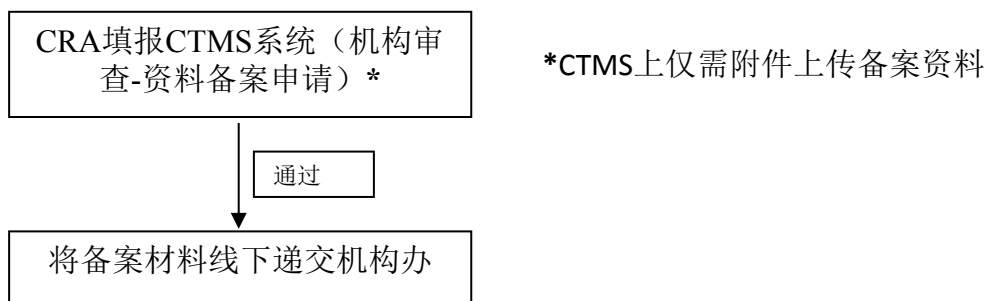 CRA填报CTMS系统（机构审
查-资料备案申请）*
*CTMS上仅需附件上传备案资料
通过
将备案材料线下递交机构办